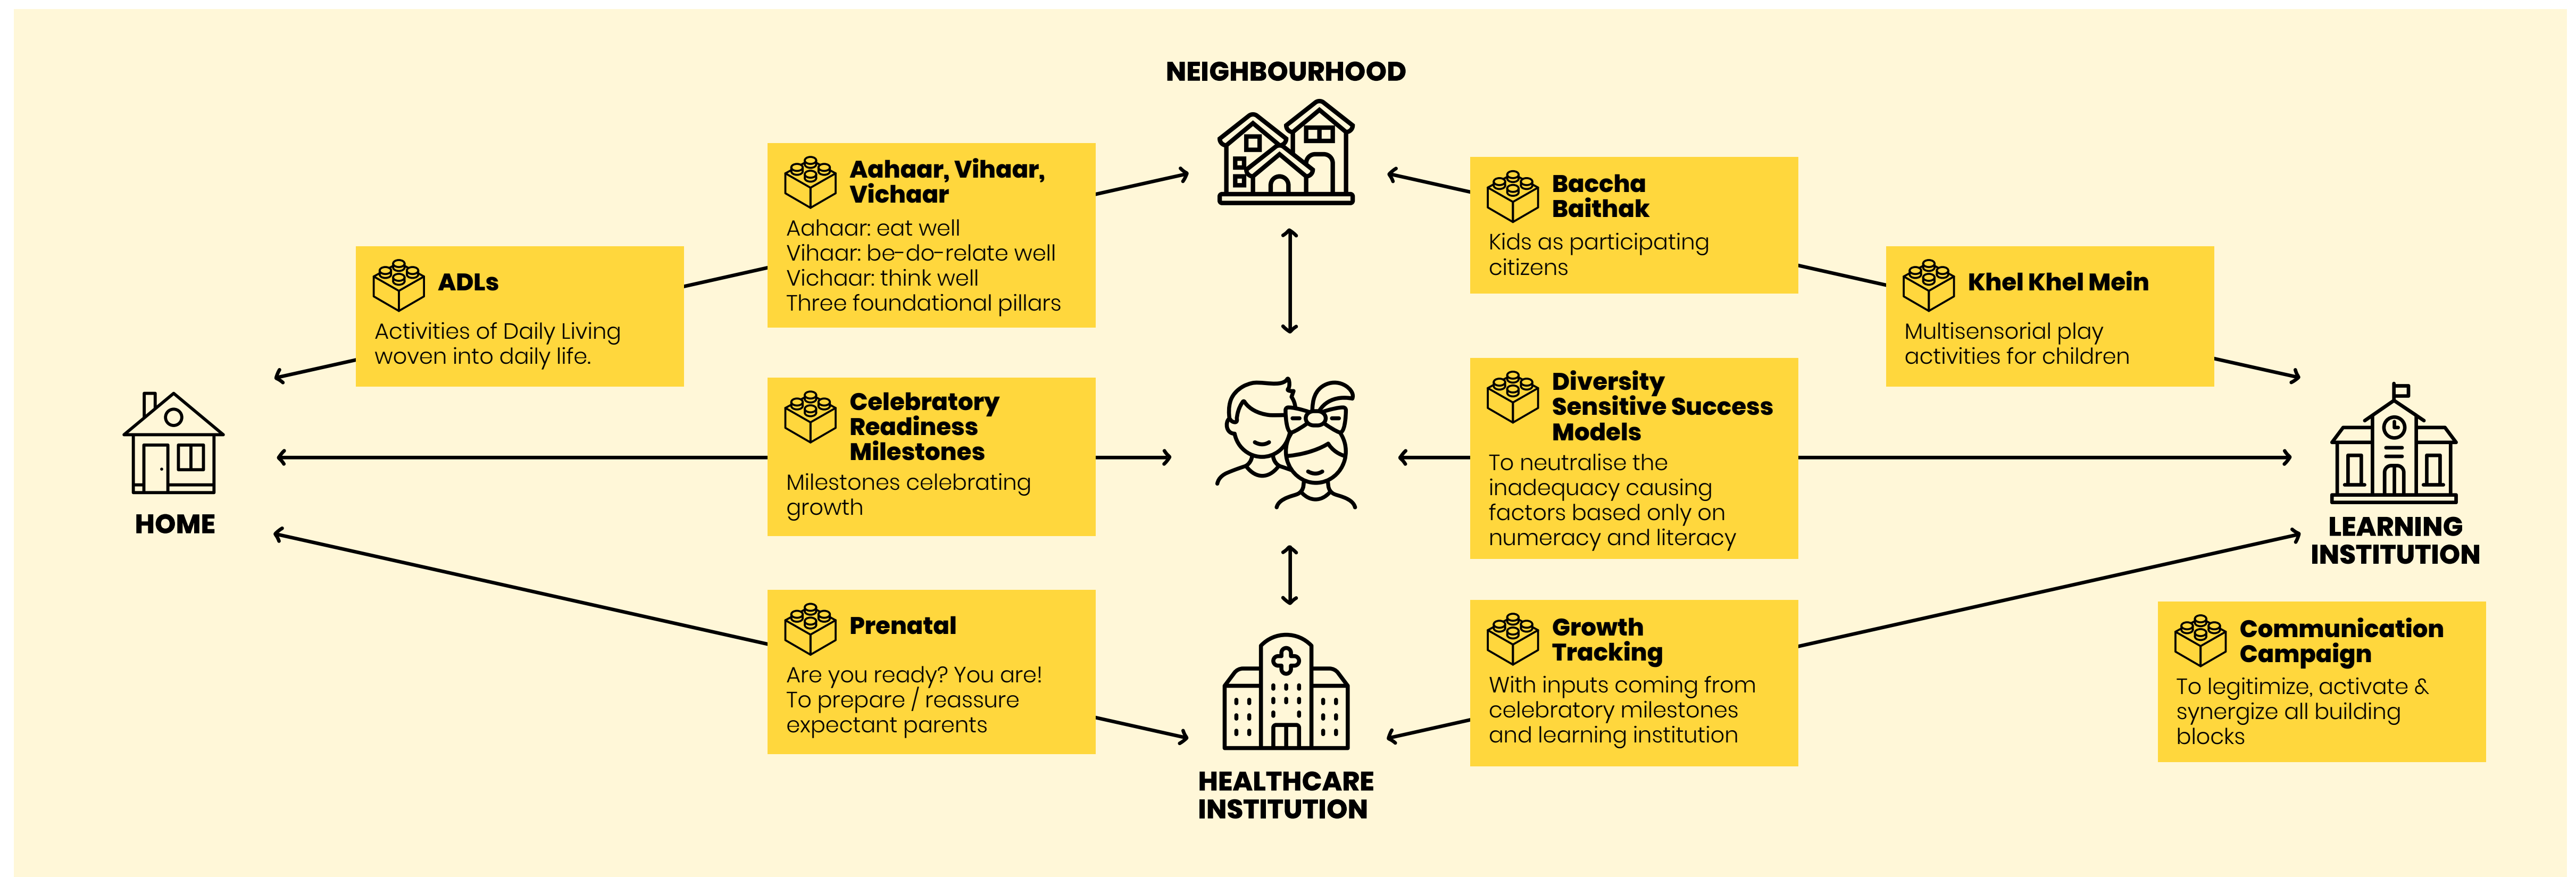 NEIGHBOURHOOD
Aahaar, Vihaar,
Vichaar
Aahaar: eat well
Vihaar: be-do-relate well
Vichaar: think well
Three foundational pillars
Baccha
Baithak
Kids as participating
citizens
ADLs
Activities of Daily Living
woven into daily life.
Khel Khel Mein
Multisensorial play
activities for children
HOME
Celebratory
Readiness
Milestones
Milestones celebrating
growth
Diversity
Sensitive Success
Models
To neutralise the
inadequacy causing
factors based only on
numeracy and literacy
LEARNING
INSTITUTION
Prenatal
Are you ready? You are!
To prepare / reassure
expectant parents
HEALTHCARE
INSTITUTION
Growth
Tracking
With inputs coming from
celebratory milestones
and learning institution
Communication
Campaign
To legitimize, activate &
synergize all building
blocks